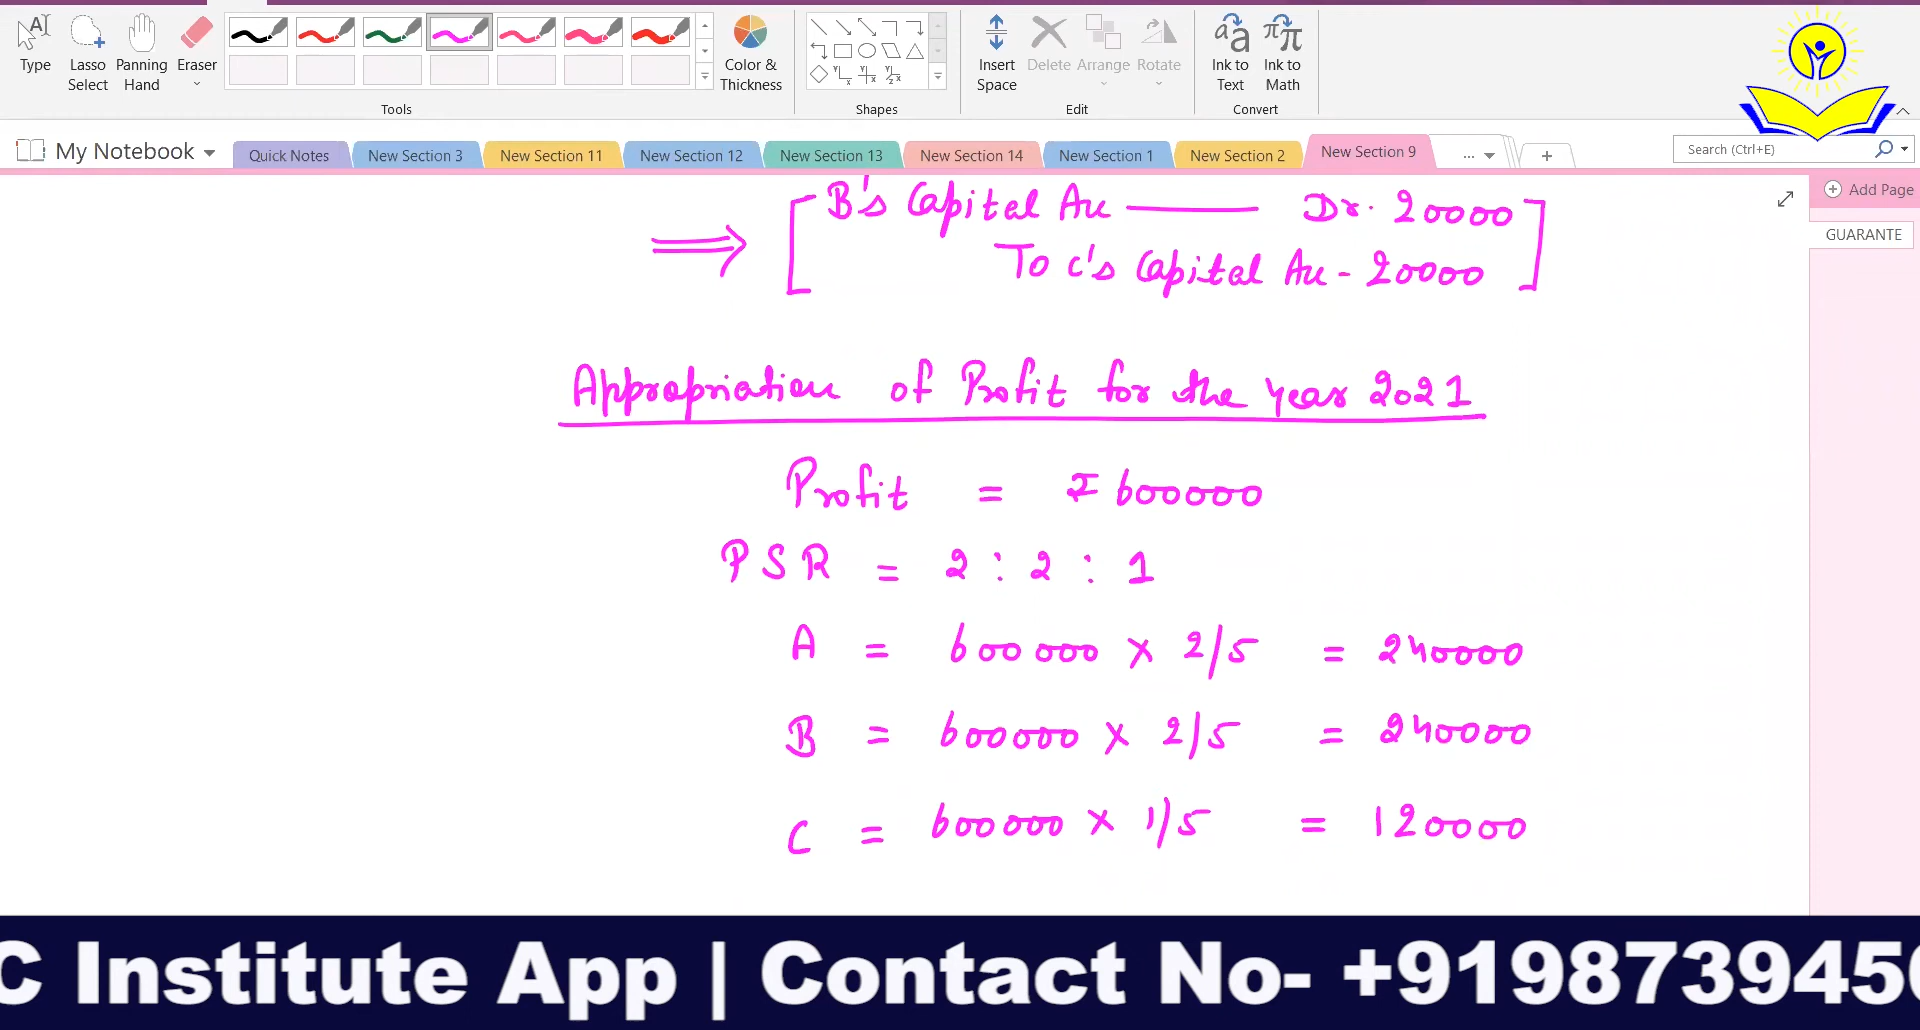 Type
Lasso Select
Panning Hand
Eraser
Tools
Color & Thickness
Shapes
Insert Space
Delete
Arrange
Rotate
Edit
Ink to Text
Ink to Math
Convert
My Notebook
Quick Notes
New Section 3
New Section 11
New Section 12
New Section 13
New Section 14
New Section 1
New Section 2
New Section 9
...
Search (Ctrl+E)
Add Page
GUARANTE
B's Capital A/c —— Dr. 20000
To C's Capital A/c - 20000
Appropriation of Profit for the year 2021
Profit = ₹ 600000
PSR = 2 : 2 : 1
A = 600000 × 2/5 = 240000
B = 600000 × 2/5 = 240000
C = 600000 × 1/5 = 120000
C Institute App | Contact No- +919873945